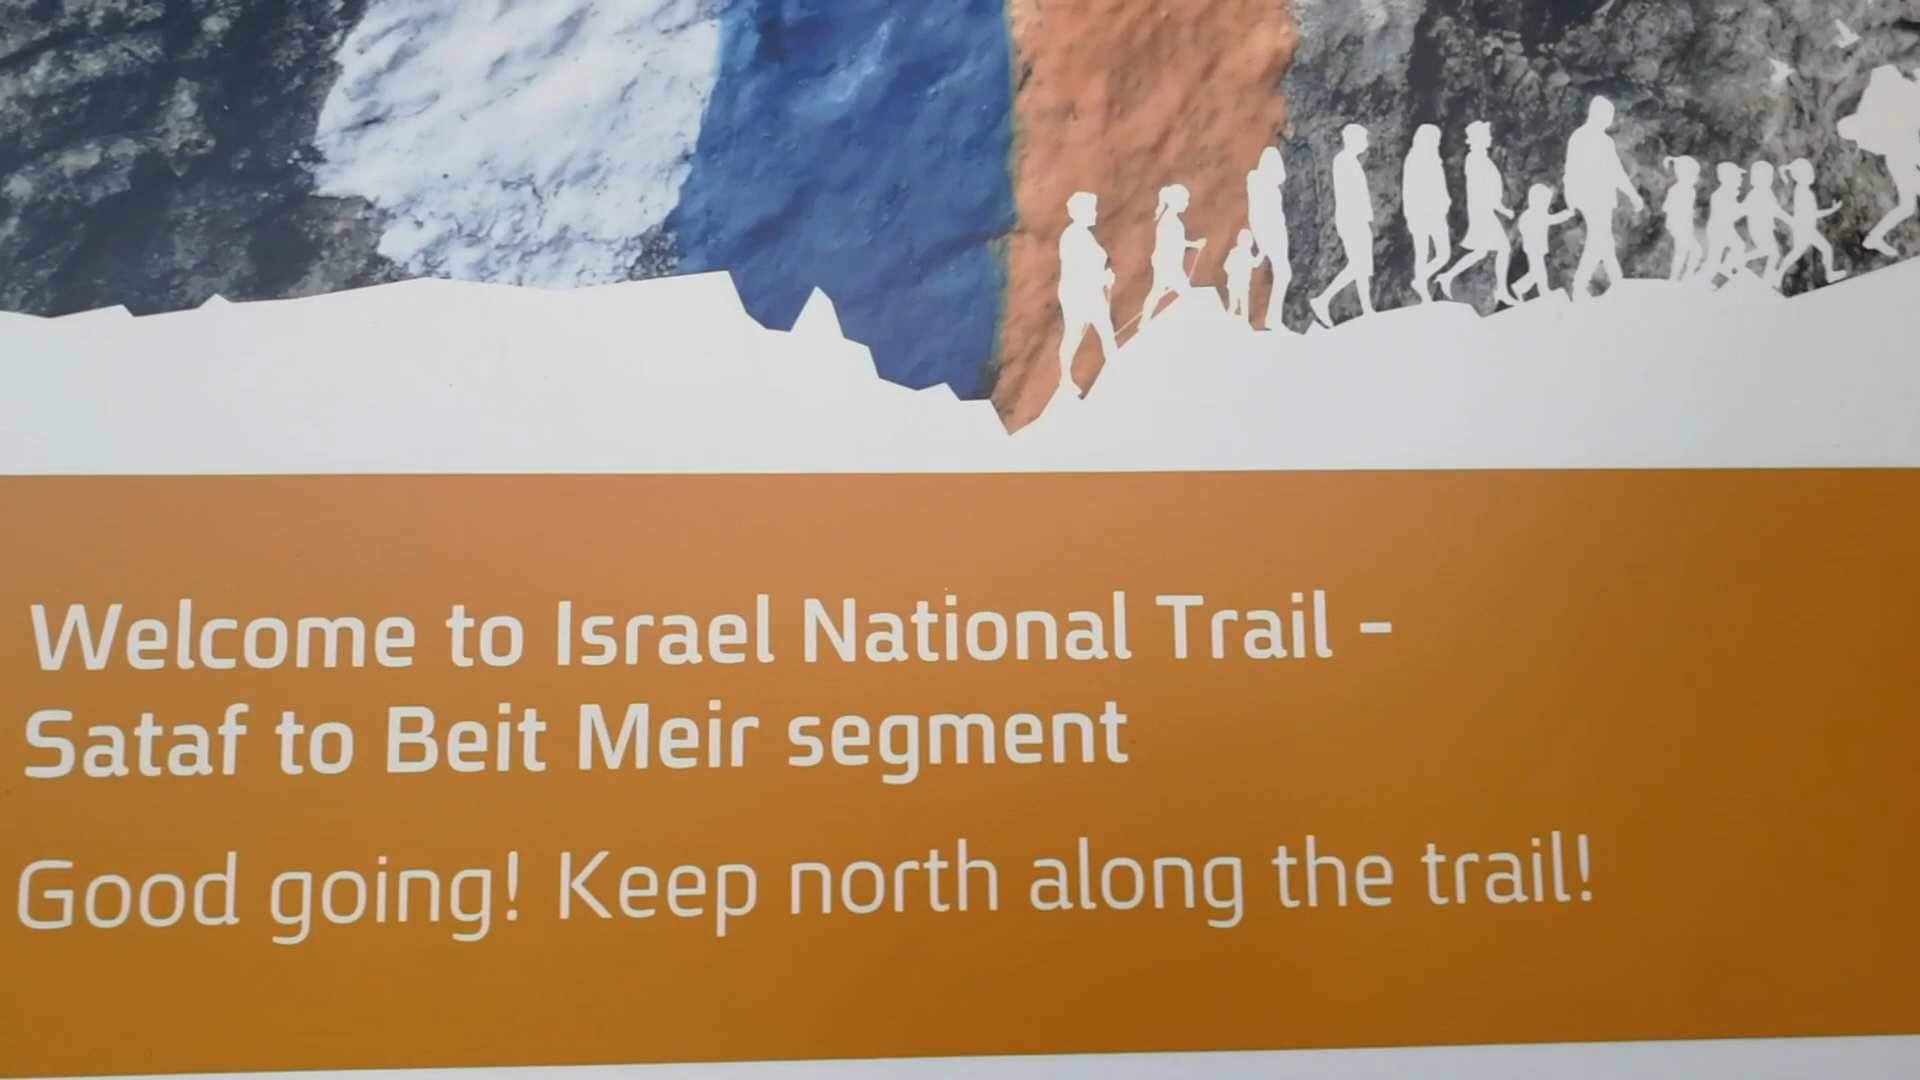 Welcome to Israel National Trail -
Sataf to Beit Meir segment
Good going! Keep north along the trail!